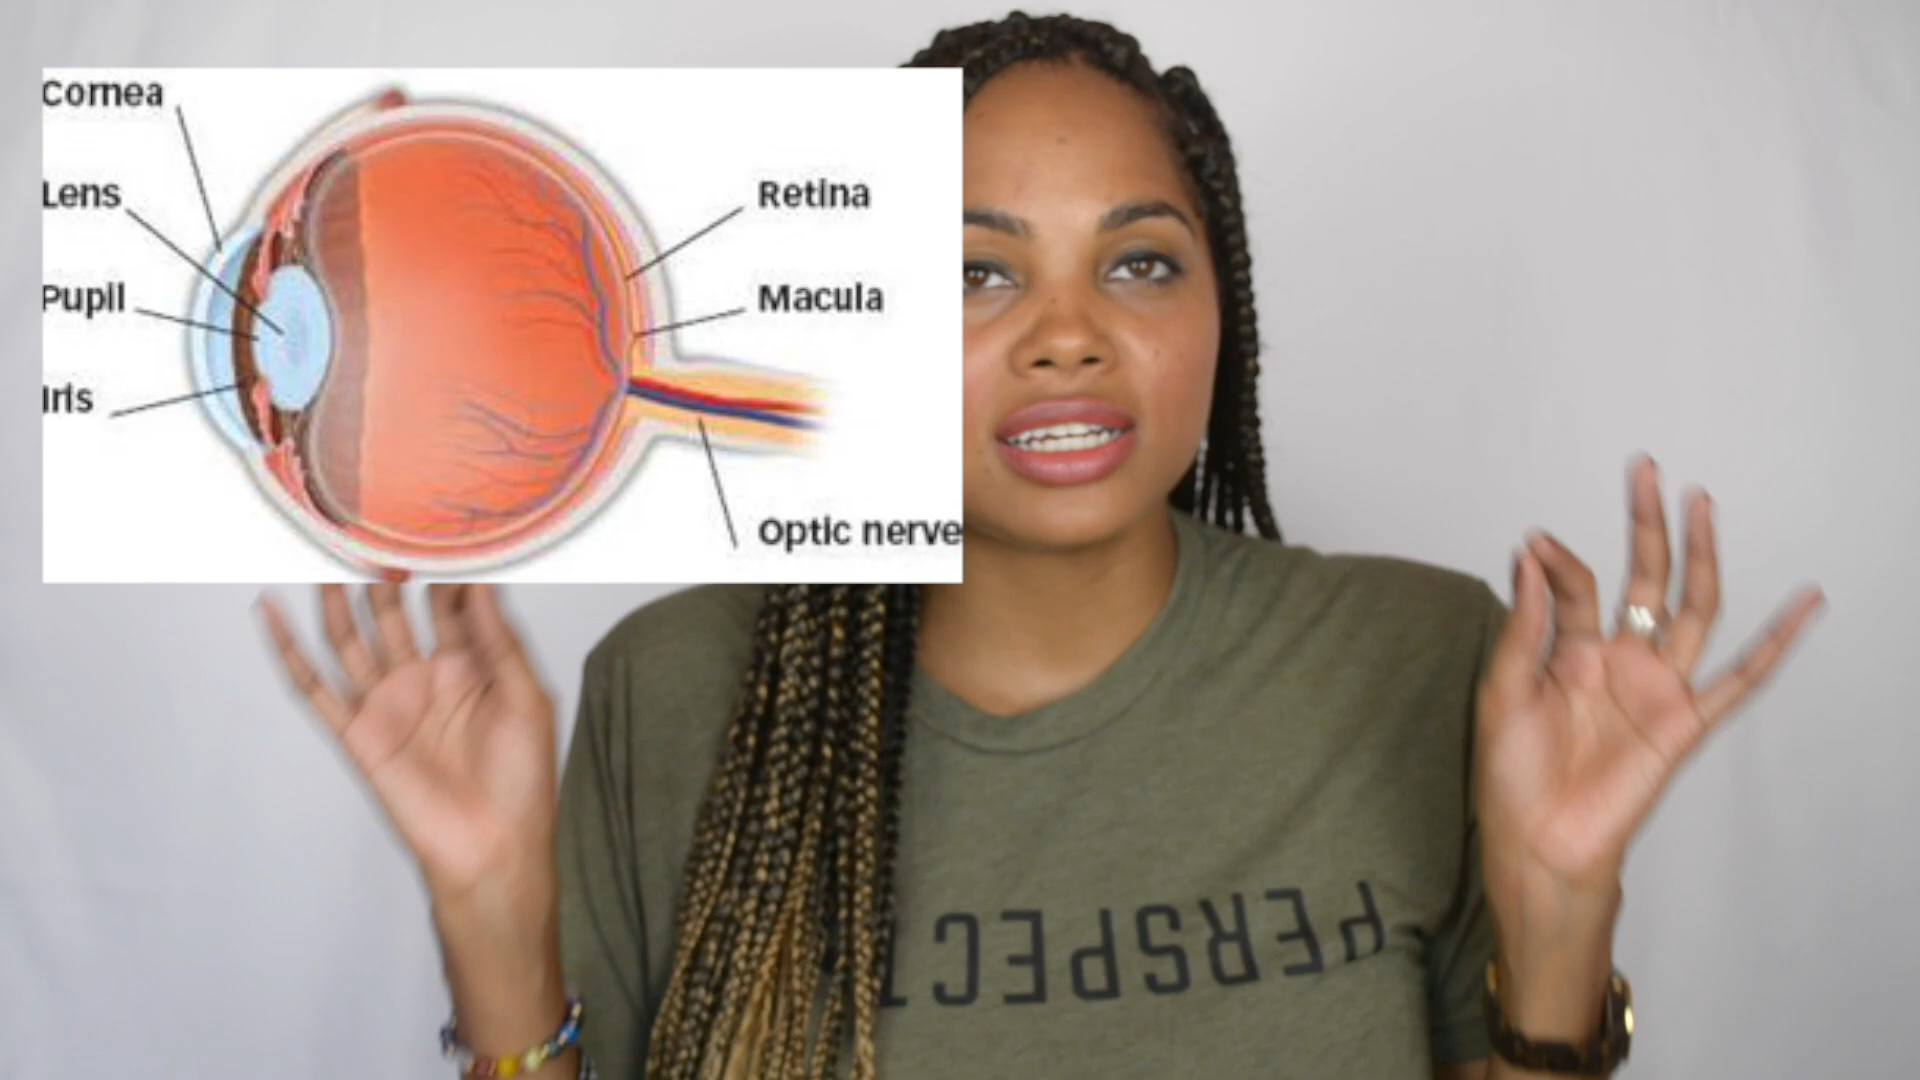 Cornea
Lens
Pupil
Iris
Retina
Macula
Optic nerve
PERSPECT